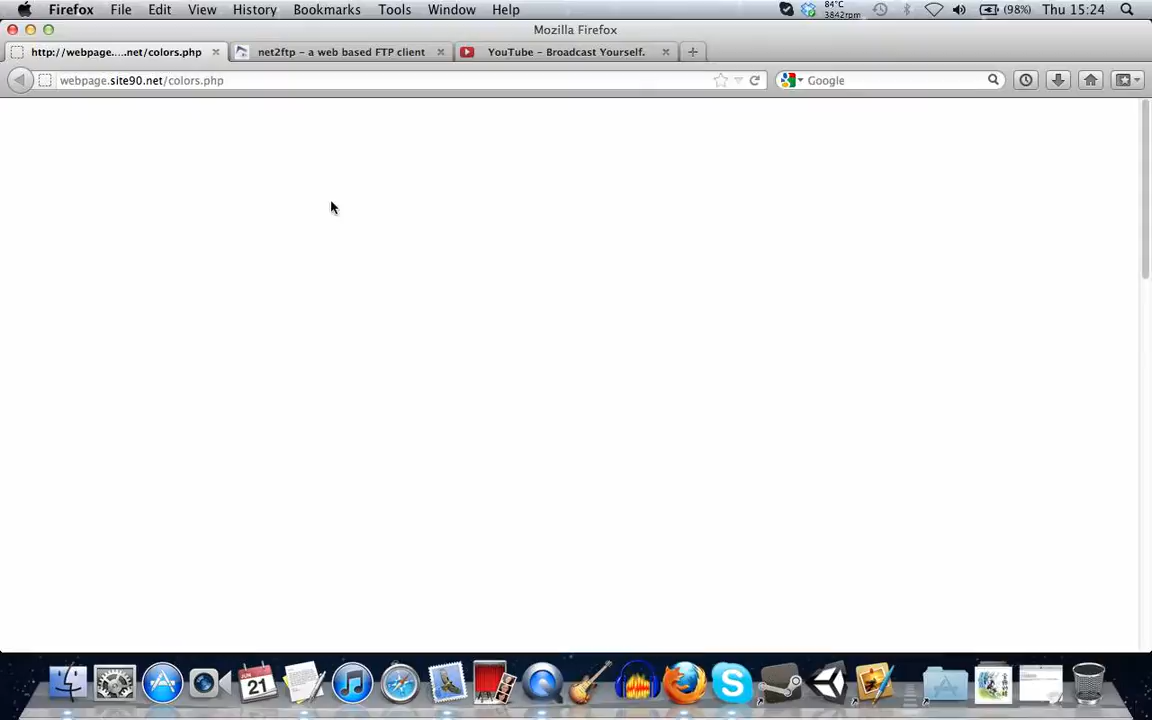 Firefox File Edit View History Bookmarks Tools Window Help 84°C 3842rpm (98%) Thu 15:24
Mozilla Firefox
http://webpage....net/colors.php net2ftp – a web based FTP client YouTube – Broadcast Yourself.
webpage.site90.net/colors.php Google
21